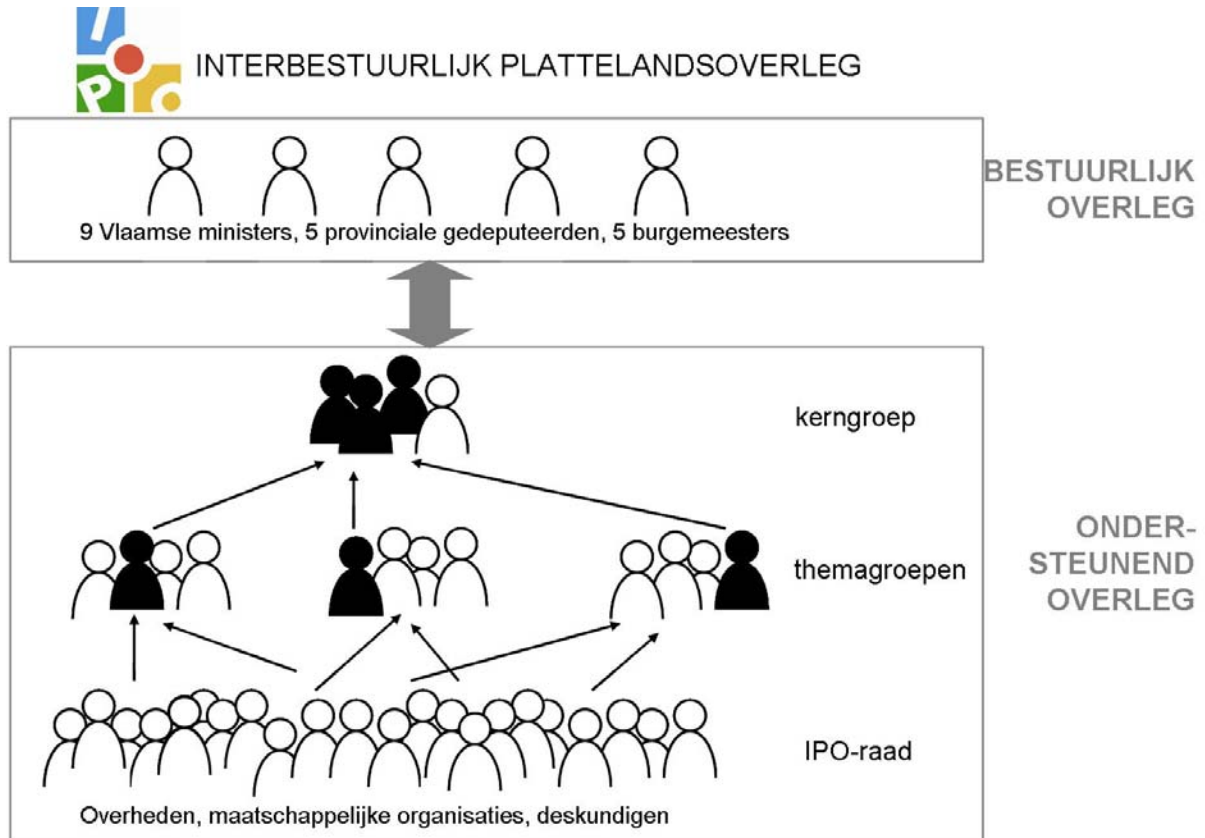 I
P O
INTERBESTUURLIJK PLATTELANDSOVERLEG
9 Vlaamse ministers, 5 provinciale gedeputeerden, 5 burgemeesters
BESTUURLIJK
OVERLEG
kerngroep
themagroepen
IPO-raad
Overheden, maatschappelijke organisaties, deskundigen
ONDER-
STEUNEND
OVERLEG